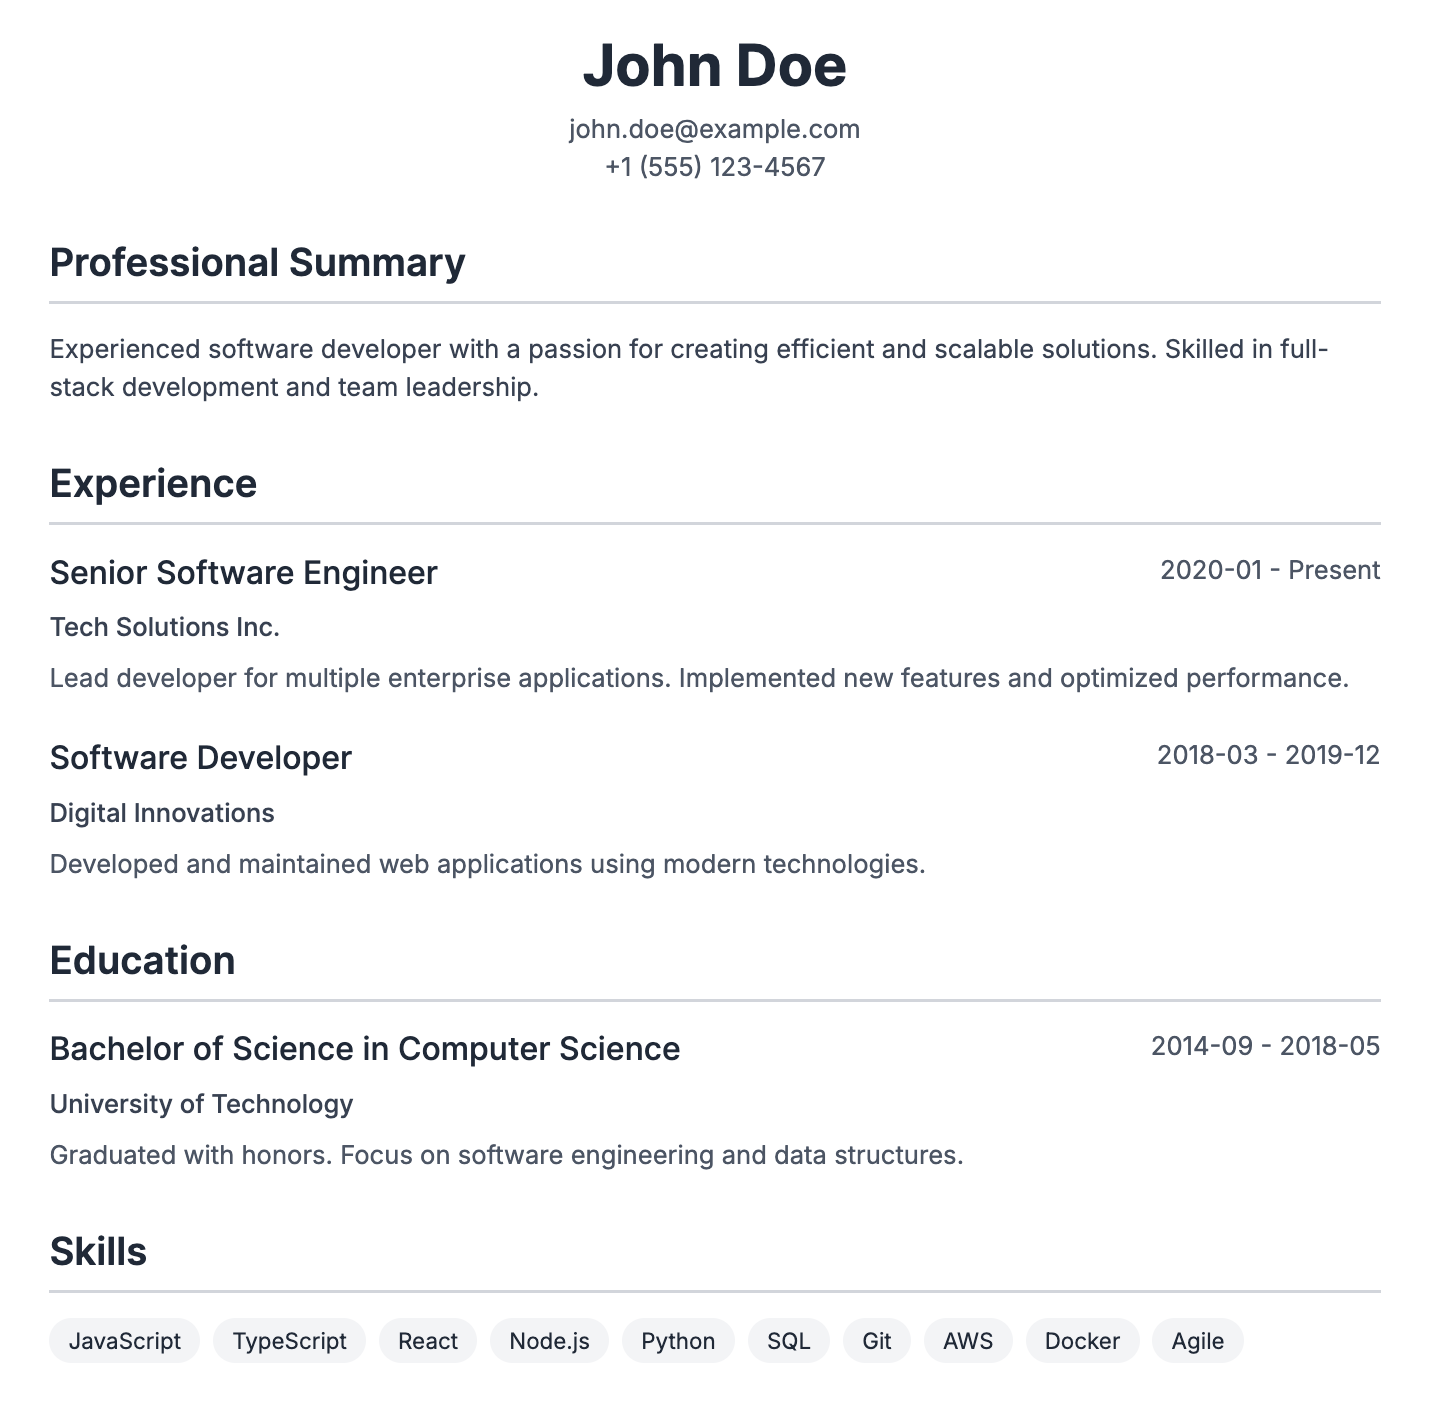 John Doe
john.doe@example.com
+1 (555) 123-4567
Professional Summary
Experienced software developer with a passion for creating efficient and scalable solutions. Skilled in full-
stack development and team leadership.
Experience
Senior Software Engineer
2020-01 - Present
Tech Solutions Inc.
Lead developer for multiple enterprise applications. Implemented new features and optimized performance.
Software Developer
2018-03 - 2019-12
Digital Innovations
Developed and maintained web applications using modern technologies.
Education
Bachelor of Science in Computer Science
2014-09 - 2018-05
University of Technology
Graduated with honors. Focus on software engineering and data structures.
Skills
JavaScript TypeScript React Node.js Python SQL Git AWS Docker Agile